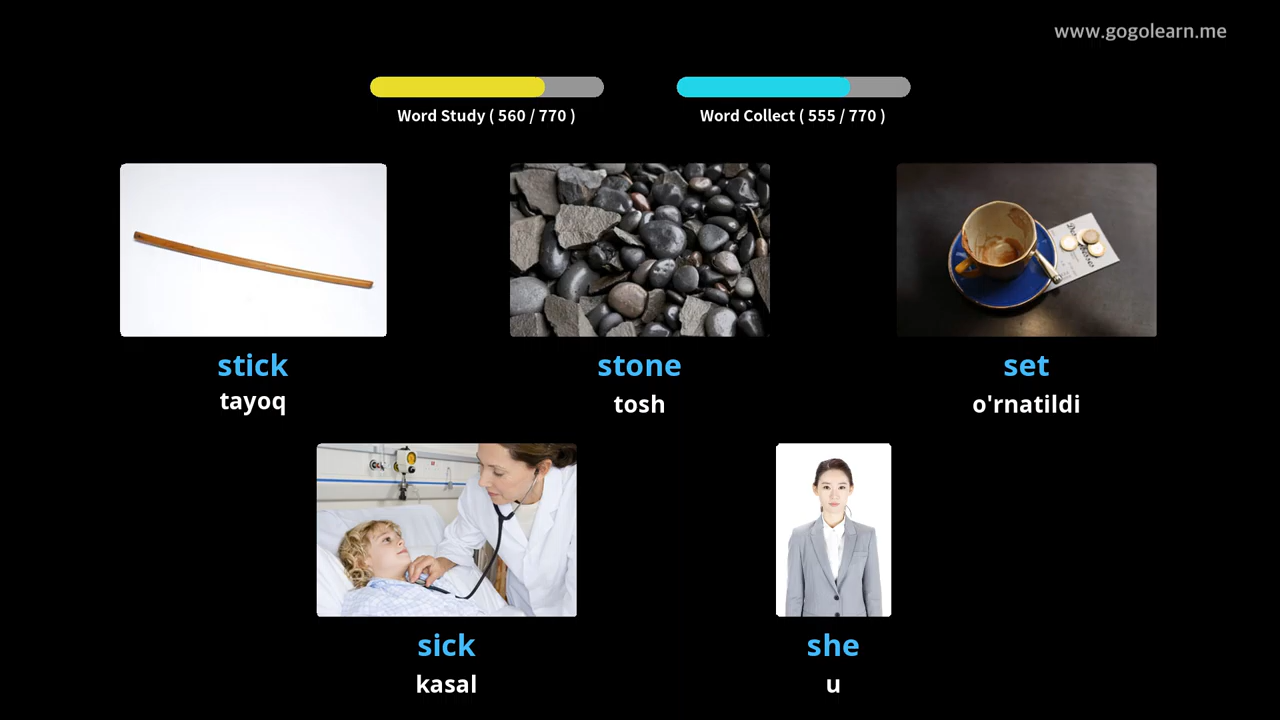 www.gogolearn.me
Word Study ( 560 / 770 )
Word Collect ( 555 / 770 )
stick
tayoq
stone
tosh
set
o'rnatildi
sick
kasal
she
u